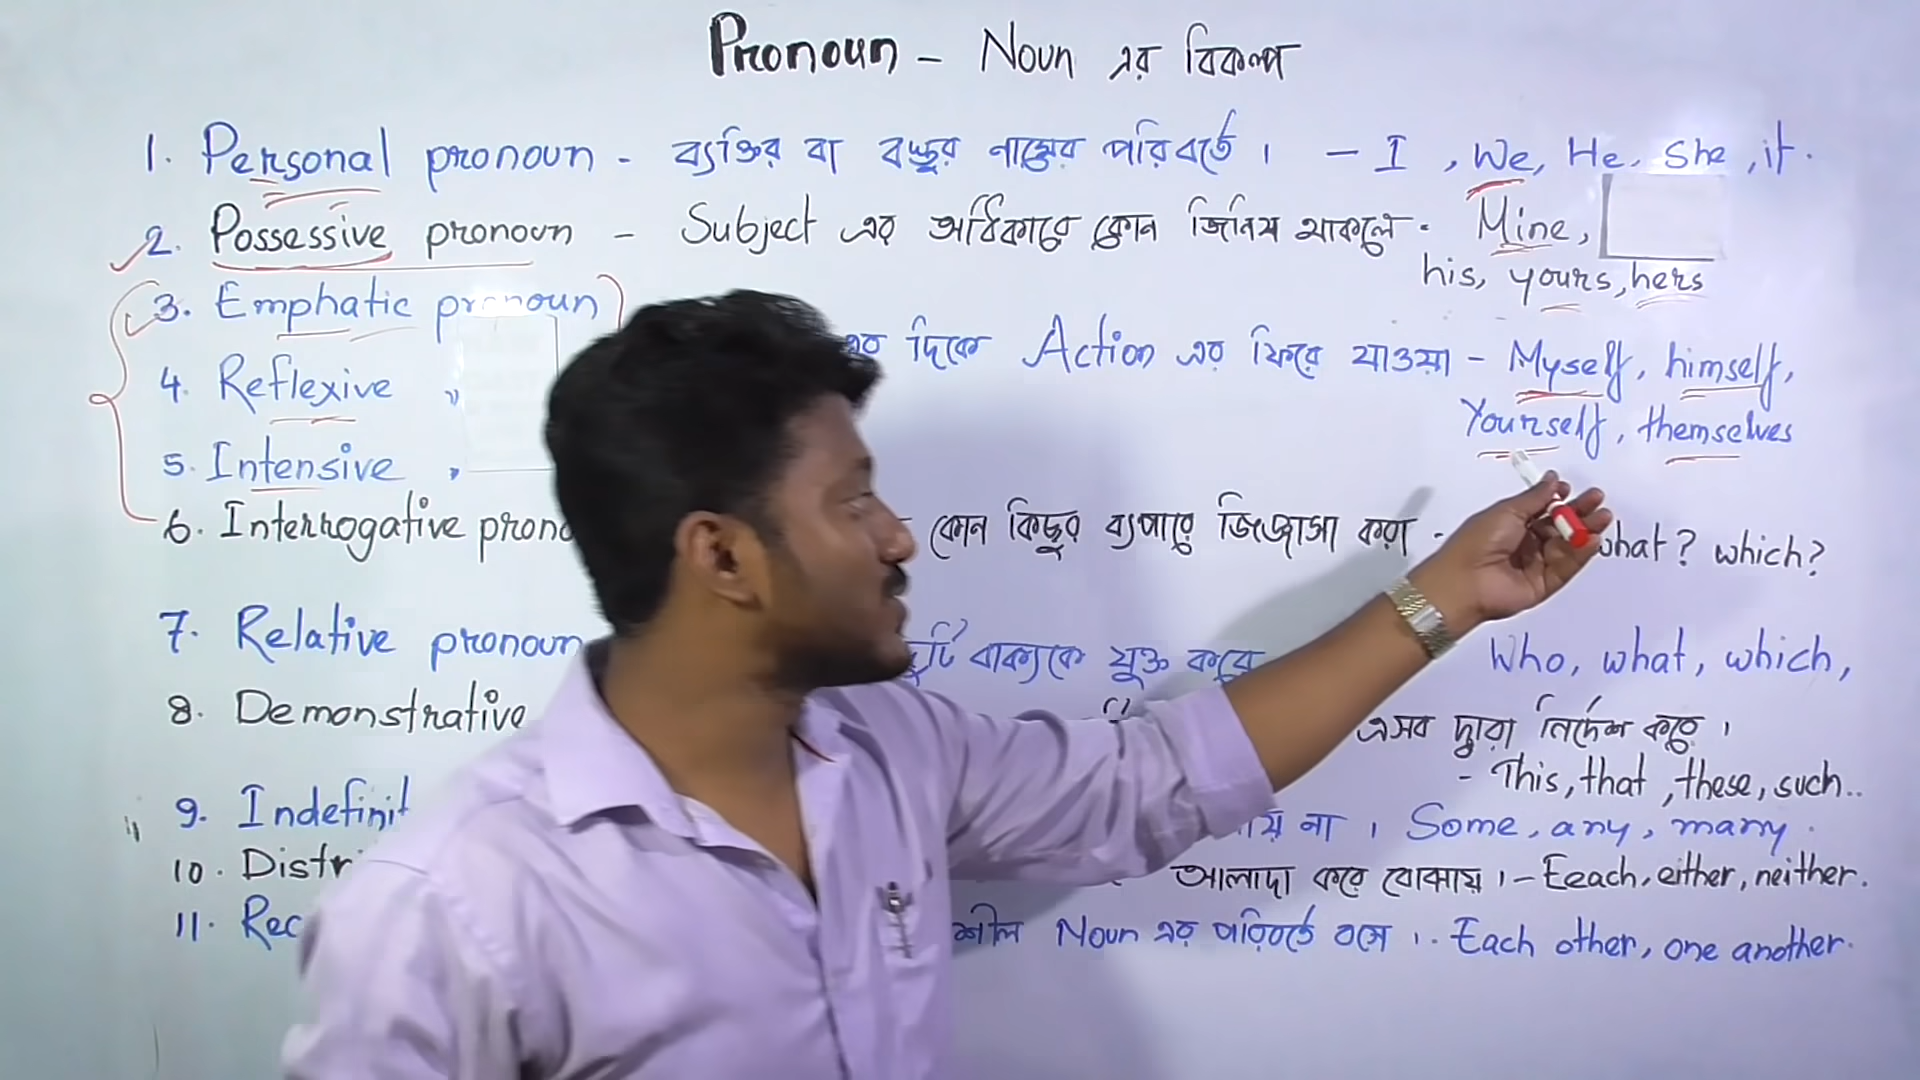 Pronoun - Noun এর বিকল্প
1. Personal pronoun - ব্যক্তির বা বস্তুর নামের পরিবর্তে । - I, We, He, She, it.
2. Possessive pronoun - Subject এর অধিকারে কোন জিনিষ থাকলে - Mine,
his, yours, hers
3. Emphatic pronoun
4. Reflexive " এর দিকে Action এর ফিরে যাওয়া - Myself, himself,
Yourself, themselves
5. Intensive "
6. Interrogative prono - কোন কিছুর ব্যপারে জিজ্ঞাসা করা - what? which?
7. Relative pronoun দুটি বাক্যকে যুক্ত করে Who, what, which,
8. Demonstrative এসব দ্বারা নির্দেশ করে ।
- This, that, these, such..
9. Indefinit যায় না । Some, any, many.
10. Distri আলাদা করে বোঝায় । - Eeach, either, neither.
11. Rec শীল Noun এর পরিবর্তে বসে । . Each other, one another.